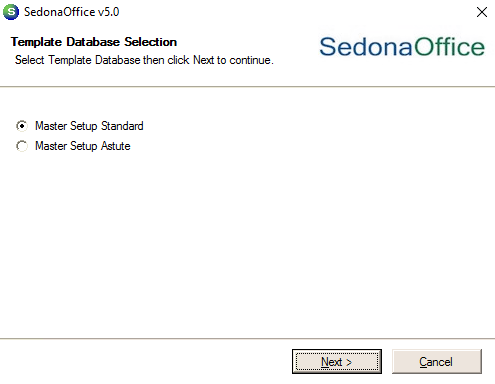 SedonaOffice v5.0
Template Database Selection
Select Template Database then click Next to continue.
SedonaOffice
Master Setup Standard
Master Setup Astute
Next >
Cancel